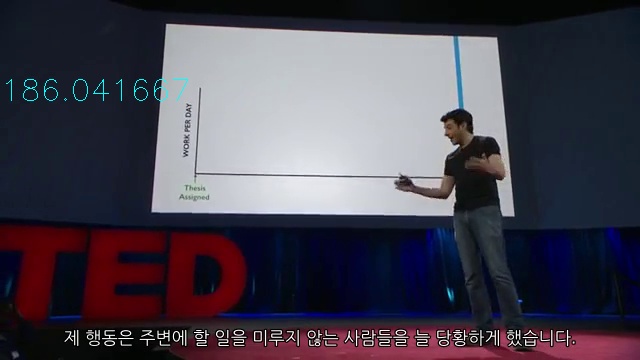 186.041667
WORK PER DAY
Thesis
Assigned
TED
제 행동은 주변에 할 일을 미루지 않는 사람들을 늘 당황하게 했습니다.